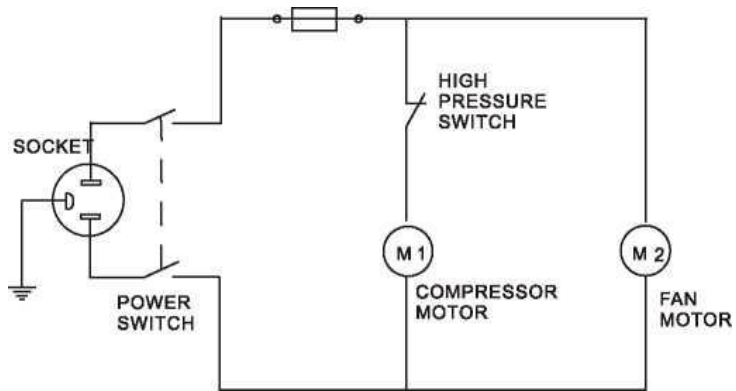 HIGH
PRESSURE
SWITCH
SOCKET
M 1
M 2
POWER
SWITCH
COMPRESSOR
MOTOR
FAN
MOTOR